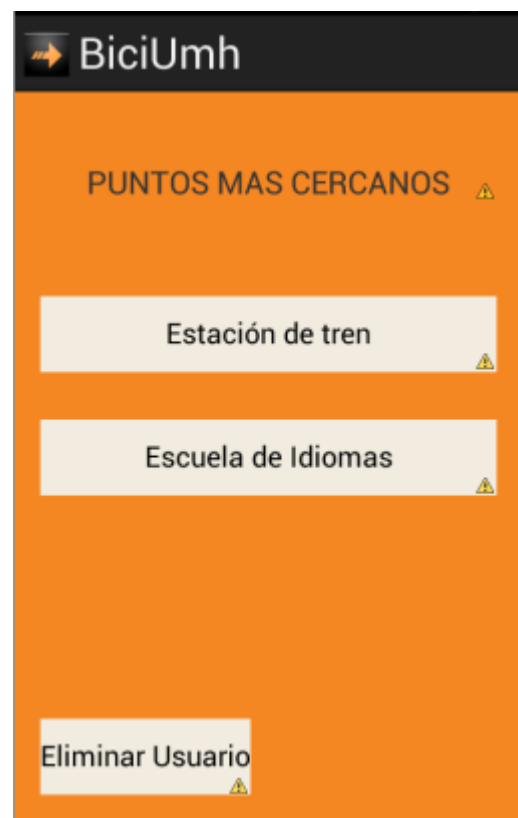 BiciUmh
PUNTOS MAS CERCANOS
Estación de tren
Escuela de Idiomas
Eliminar Usuario